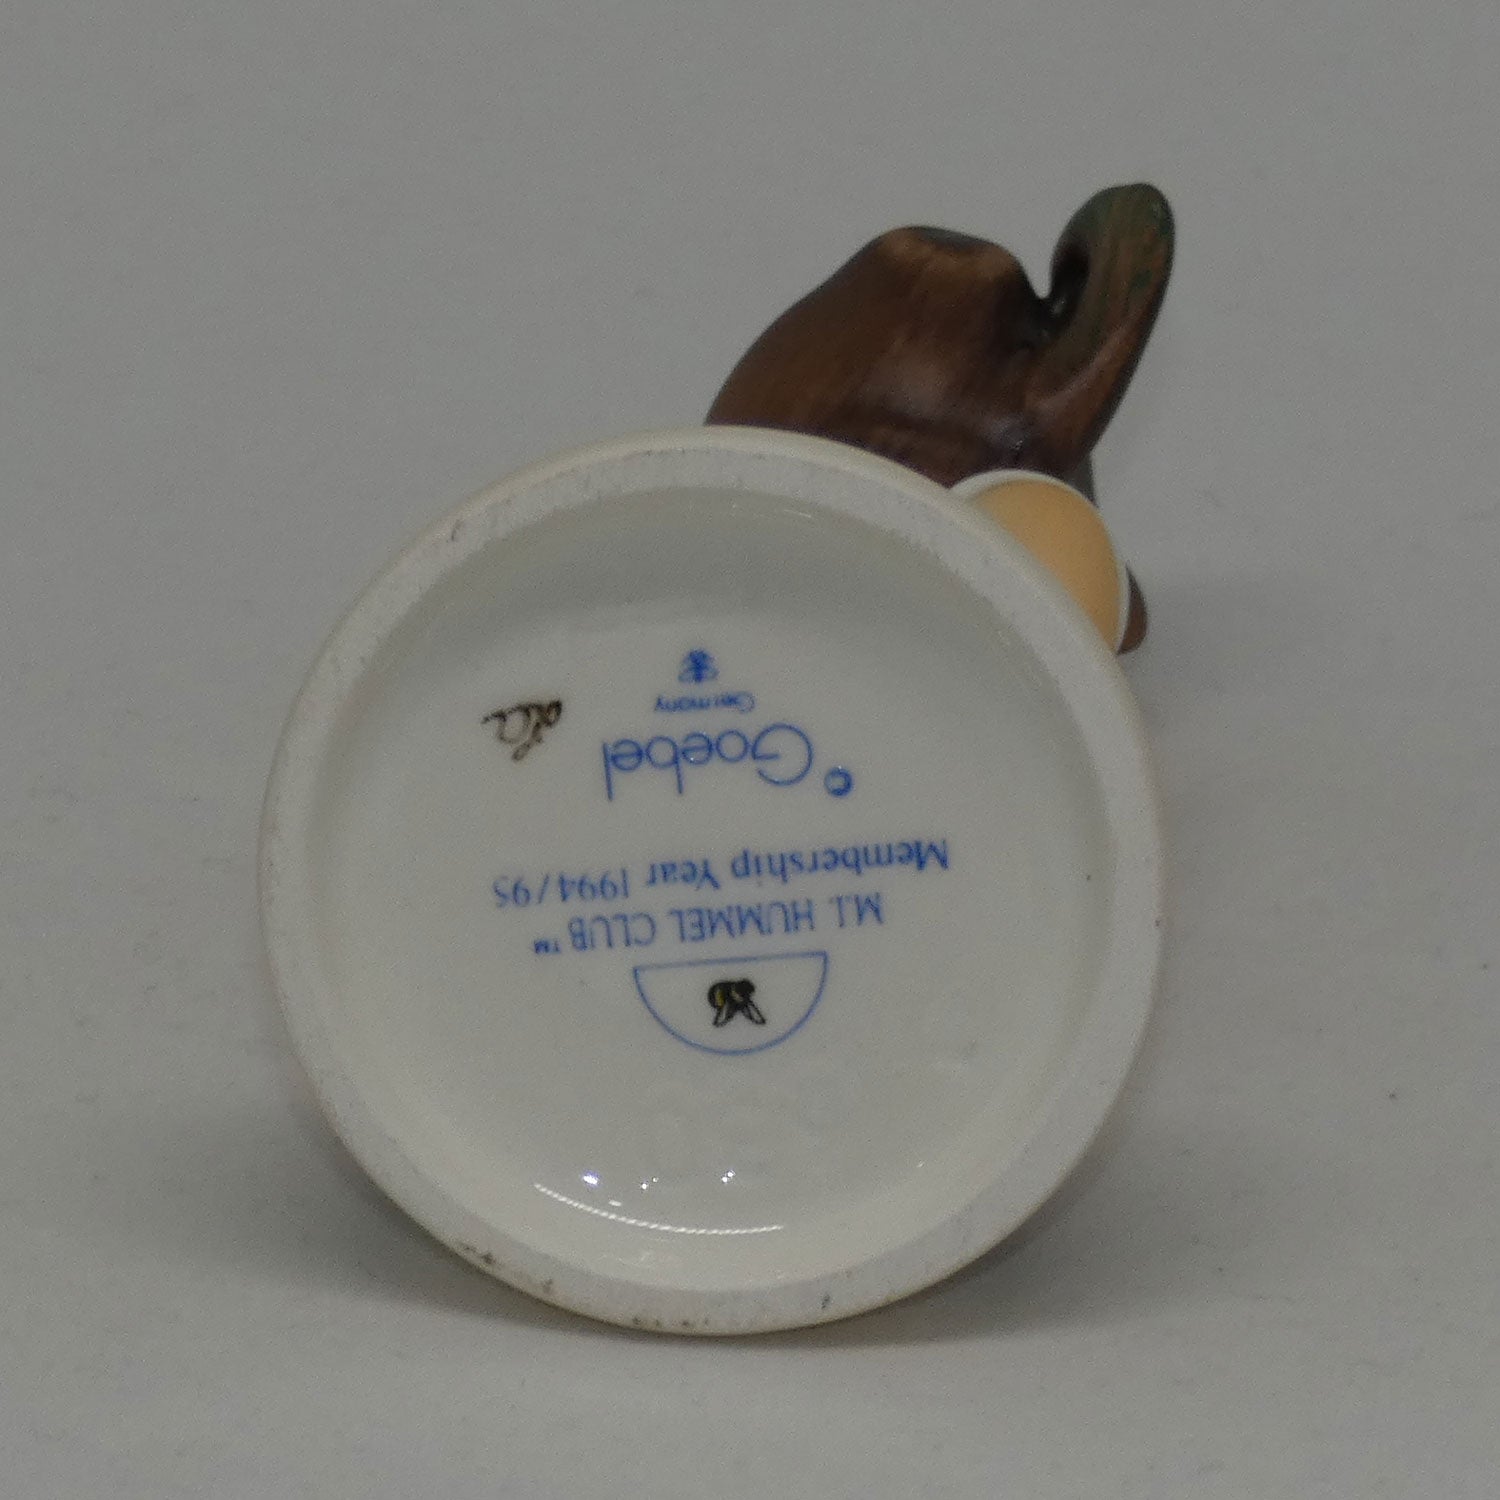 M.I. HUMMEL CLUB™
Membership Year 1994/95
© Goebel
Germany